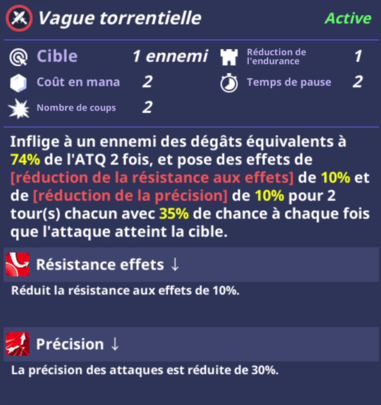 Vague torrentielle Active
Cible 1 ennemi
Réduction de l'endurance 1
Coût en mana 2
Temps de pause 2
Nombre de coups 2
Inflige à un ennemi des dégâts équivalents à
74% de l'ATQ 2 fois, et pose des effets de
[réduction de la résistance aux effets] de 10% et
de [réduction de la précision] de 10% pour 2
tour(s) chacun avec 35% de chance à chaque fois
que l'attaque atteint la cible.
Résistance effets ↓
Réduit la résistance aux effets de 10%.
Précision ↓
La précision des attaques est réduite de 30%.